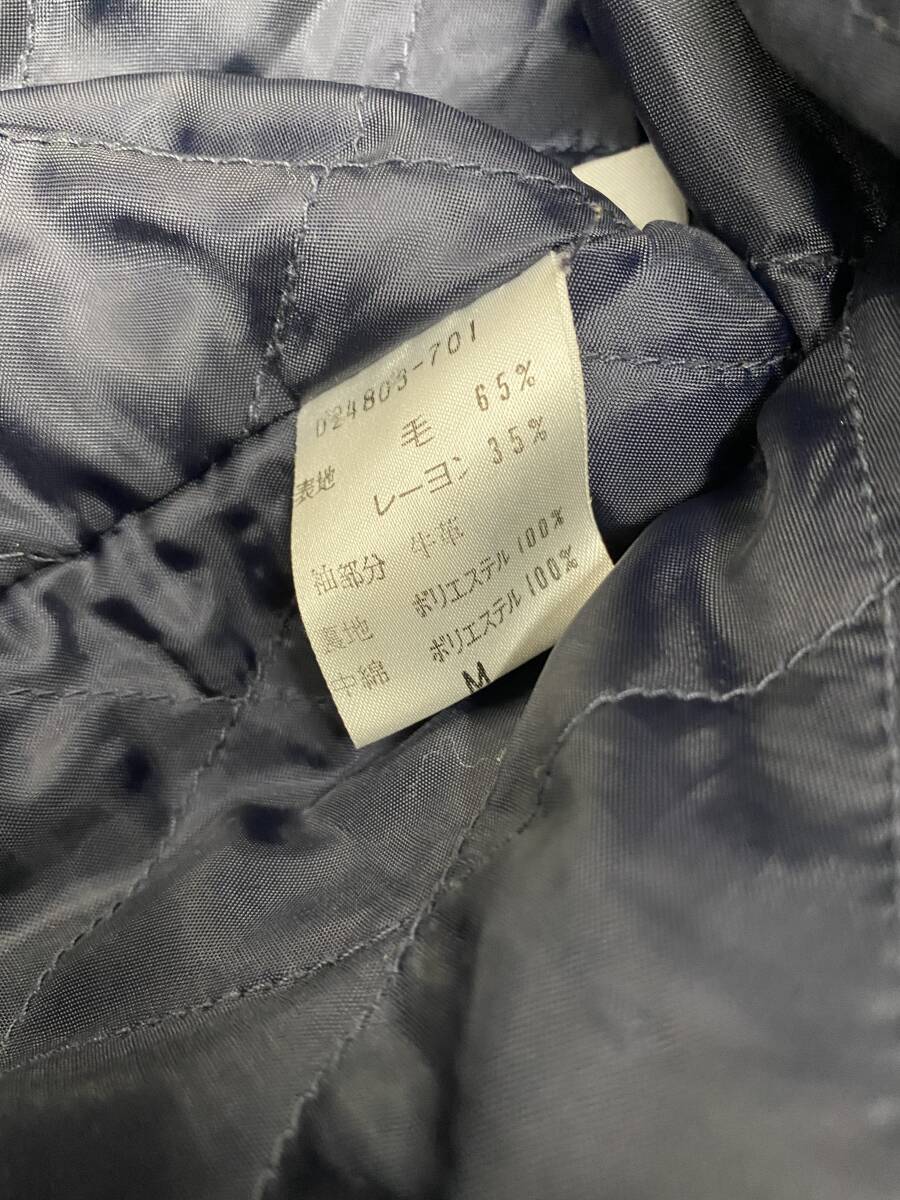 024803-701
表地 毛 65%
レーヨン 35%
袖部分 牛革
裏地 ポリエステル 100%
中綿 ポリエステル 100%
M